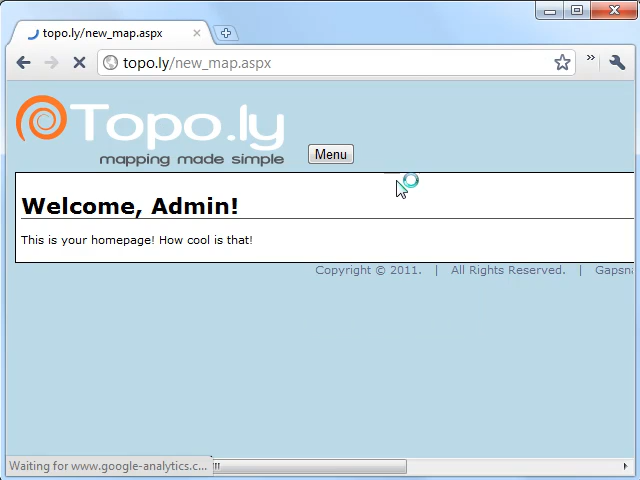 topo.ly/new_map.aspx
topo.ly/new_map.aspx
Topo.ly
mapping made simple
Menu
Welcome, Admin!
This is your homepage! How cool is that!
Copyright © 2011. | All Rights Reserved. | Gapsna
Waiting for www.google-analytics.c...